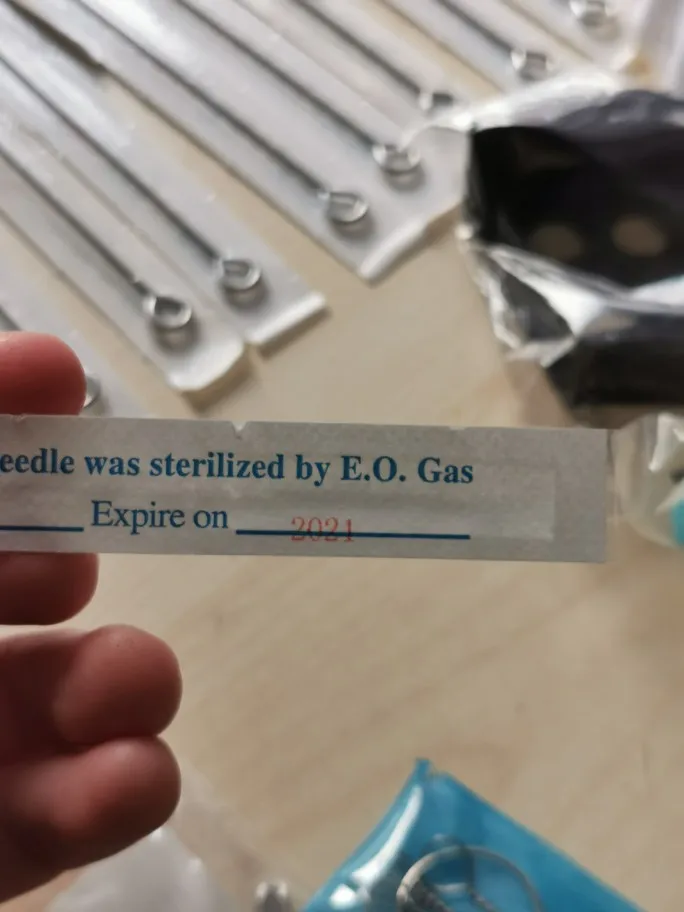 eedle was sterilized by E.O. Gas
Expire on 2021